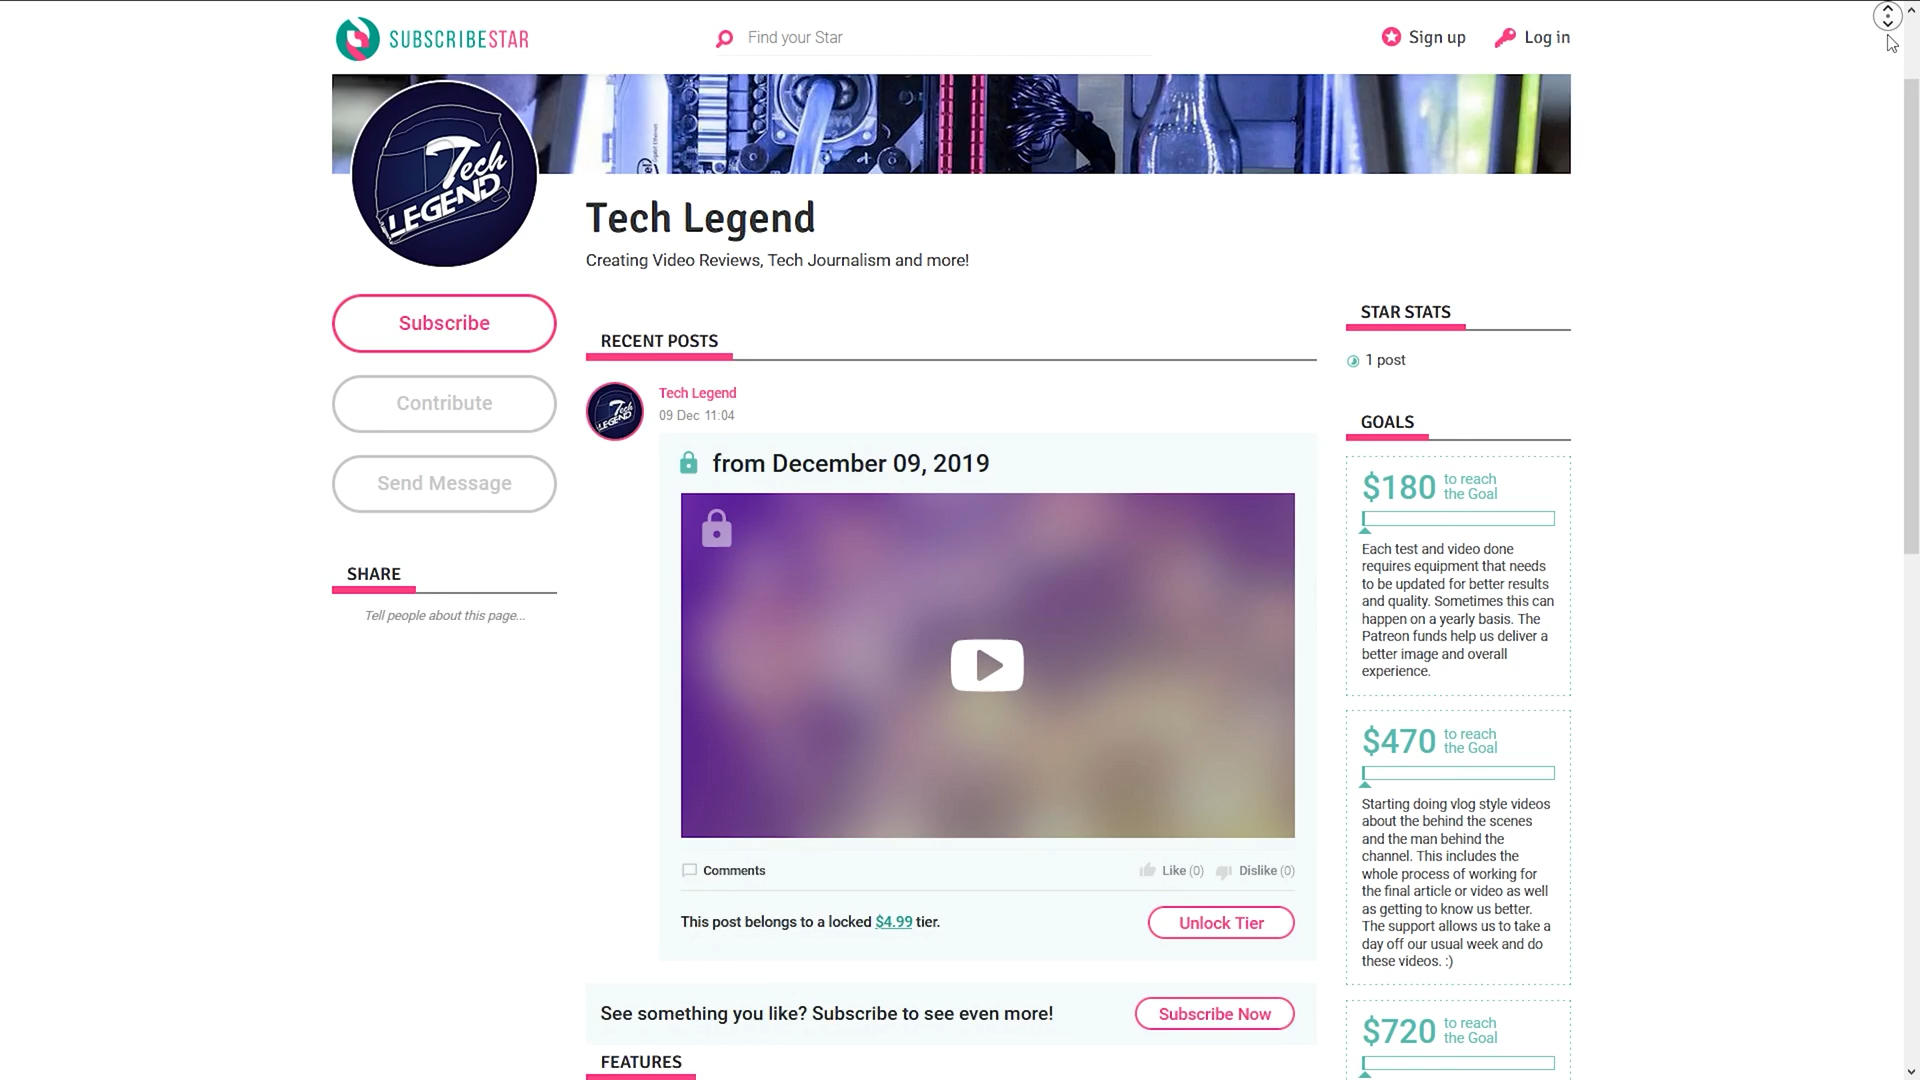 SUBSCRIBESTAR
Find your Star
Sign up
Log in
Tech
LEGEND
Tech Legend
Creating Video Reviews, Tech Journalism and more!
Subscribe
Contribute
Send Message
SHARE
Tell people about this page...
RECENT POSTS
Tech
LEGEND
Tech Legend
09 Dec 11:04
from December 09, 2019
Comments
Like (0)
Dislike (0)
This post belongs to a locked $4.99 tier.
Unlock Tier
See something you like? Subscribe to see even more!
Subscribe Now
FEATURES
STAR STATS
1 post
GOALS
$180 to reach
the Goal
Each test and video done
requires equipment that needs
to be updated for better results
and quality. Sometimes this can
happen on a yearly basis. The
Patreon funds help us deliver a
better image and overall
experience.
$470 to reach
the Goal
Starting doing vlog style videos
about the behind the scenes
and the man behind the
channel. This includes the
whole process of working for
the final article or video as well
as getting to know us better.
The support allows us to take a
day off our usual week and do
these videos. :)
$720 to reach
the Goal